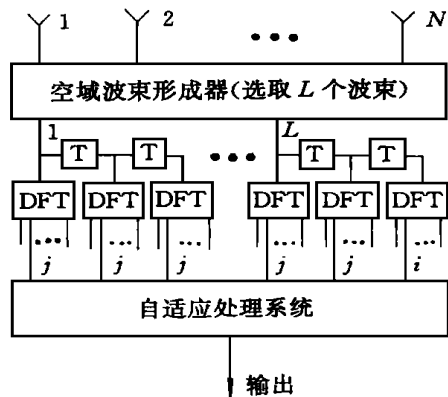 1 2 ••• N
空域波束形成器(选取 L 个波束)
1 L
T T ••• T T
DFT DFT DFT DFT DFT DFT
... ... ... ... ... ...
j j j j j i
自适应处理系统
输出